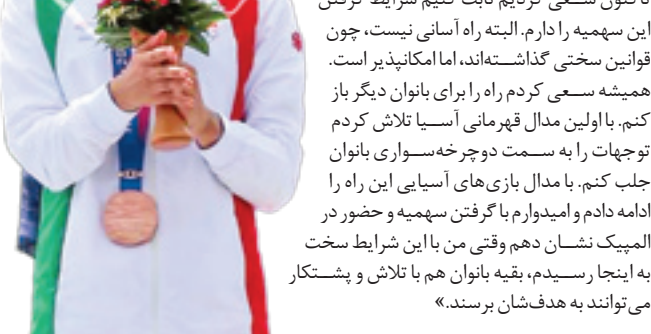 تاکنون سعی کردیم ثابت کنیم شرایط گرفتن
این سهمیه را دارم. البته راه آسانی نیست، چون
قوانین سختی گذاشته‌اند، اما امکانپذیر است.
همیشه سعی کردم راه را برای بانوان دیگر باز
کنم. با اولین مدال قهرمانی آسیا تلاش کردم
توجهات را به سمت دوچرخه‌سواری بانوان
جلب کنم. با مدال بازی‌های آسیایی این راه را
ادامه دادم و امیدوارم با گرفتن سهمیه و حضور در
المپیک نشان دهم وقتی من با این شرایط سخت
به اینجا رسیدم، بقیه بانوان هم با تلاش و پشتکار
می‌توانند به هدف‌شان برسند.»